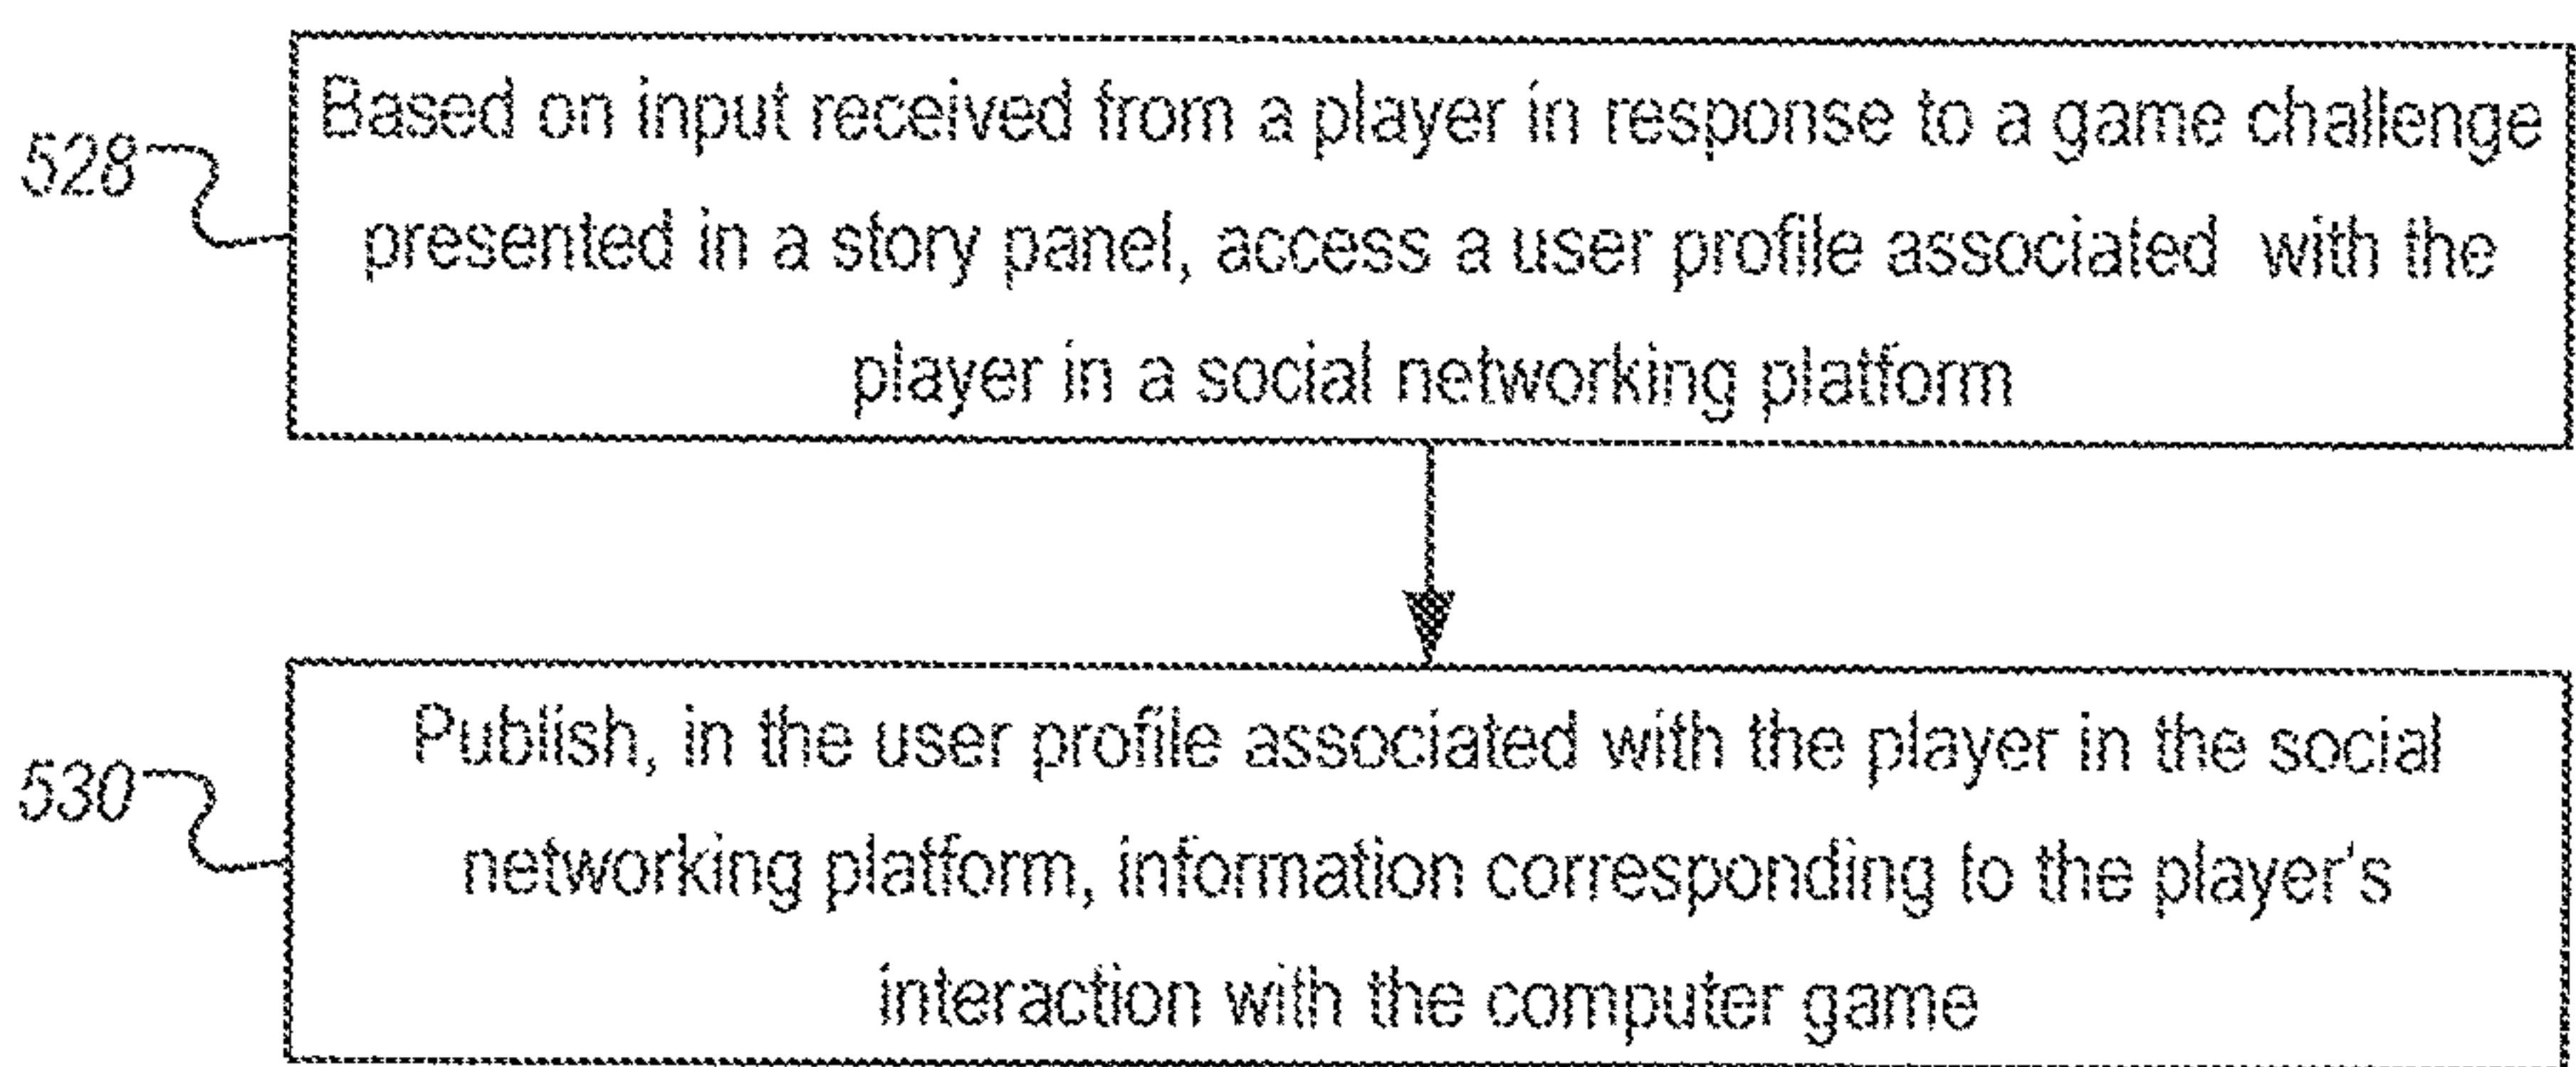 528
Based on input received from a player in response to a game challenge
presented in a story panel, access a user profile associated with the
player in a social networking platform
530
Publish, in the user profile associated with the player in the social
networking platform, information corresponding to the player's
interaction with the computer game